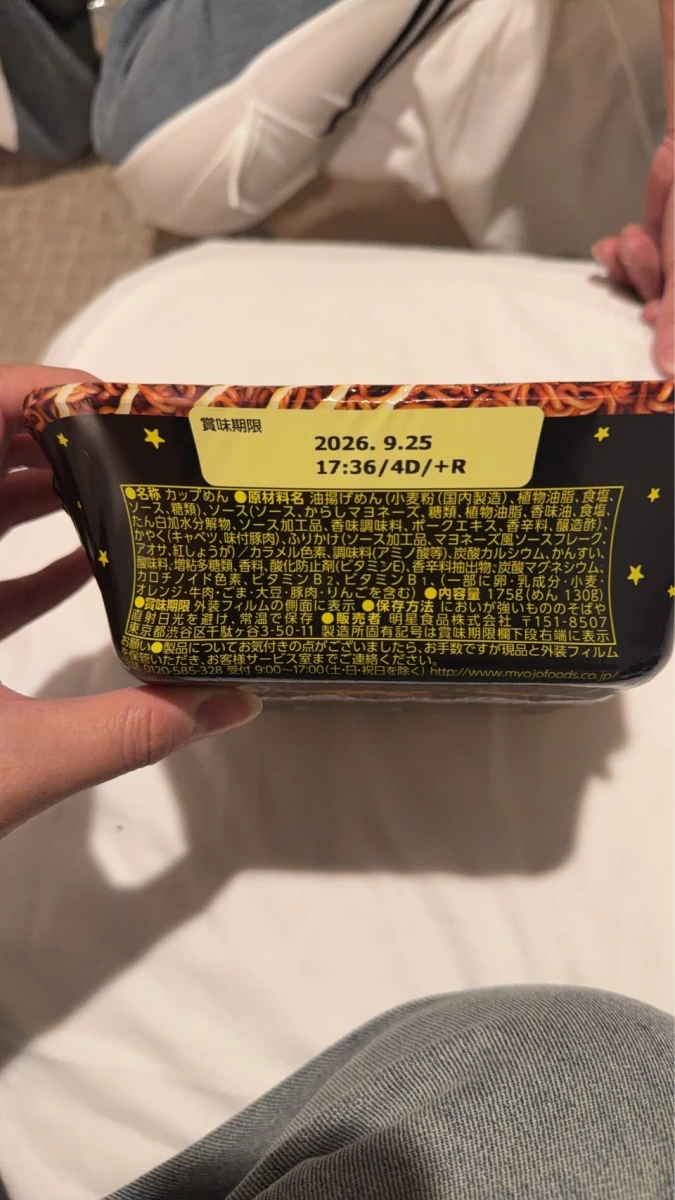 賞味期限
2026. 9.25
17:36/4D/+R
●名称 カップめん ●原材料名 油揚げめん(小麦粉(国内製造)、植物油脂、食塩、
ソース、糖類)、ソース(ソース、からしマヨネーズ、糖類、植物油脂、香味油、食塩、
たん白加水分解物、ソース加工品、香味調味料、ポークエキス、香辛料、醸造酢)、
かやく(キャベツ、味付豚肉)、ふりかけ(ソース加工品、マヨネーズ風ソースフレーク、
アオサ、紅しょうが)/カラメル色素、調味料(アミノ酸等)、炭酸カルシウム、かんすい、
酸味料、増粘多糖類、香料、酸化防止剤(ビタミンE)、香辛料抽出物、炭酸マグネシウム、
カロチノイド色素、ビタミンB₂、ビタミンB₁、(一部に卵・乳成分・小麦・
オレンジ・牛肉・ごま・大豆・豚肉・りんごを含む) ●内容量 175g(めん 130g)
●賞味期限 外装フィルムの側面に表示 ●保存方法 においが強いもののそばや
直射日光を避け、常温で保存 ●販売者 明星食品株式会社 〒151-8507
東京都渋谷区千駄ヶ谷3-50-11 製造所固有記号は賞味期限欄下段右端に表示
お願い●製品についてお気付きの点がございましたら、お手数ですが現品と外装フィルム
を保管いただき、お客様サービス室までご連絡ください。
0120-585-328 受付 9:00〜17:00(土・日・祝日を除く) http://www.myojofoods.co.jp/